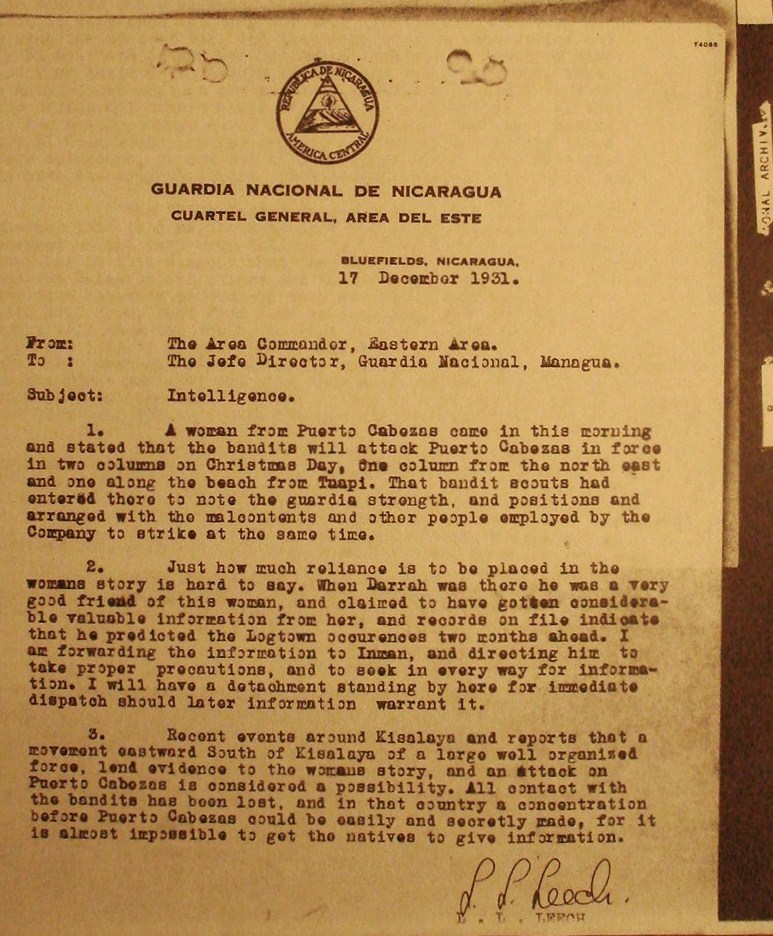 T4088
REPUBLICA DE NICARAGUA
AMERICA CENTRAL
GUARDIA NACIONAL DE NICARAGUA
CUARTEL GENERAL, AREA DEL ESTE
BLUEFIELDS, NICARAGUA,
17 December 1931.
From: The Area Commander, Eastern Area.
To : The Jefe Director, Guardia Nacional, Managua.
Subject: Intelligence.
1. A woman from Puerto Cabezas came in this morning
and stated that the bandits will attack Puerto Cabezas in force
in two columns on Christmas Day, One column from the north east
and one along the beach from Tuapi. That bandit scouts had
entered there to note the guardia strength, and positions and
arranged with the malcontents and other people employed by the
Company to strike at the same time.
2. Just how much reliance is to be placed in the
womans story is hard to say. When Darrah was there he was a very
good friend of this woman, and claimed to have gotten considera-
ble valuable information from her, and records on file indicate
that he predicted the Logtown occurences two months ahead. I
am forwarding the information to Inman, and directing him to
take proper precautions, and to seek in every way for informa-
tion. I will have a detachment standing by here for immediate
dispatch should later information warrant it.
3. Recent events around Kisalaya and reports that a
movement eastward South of Kisalaya of a large well organized
force, lend evidence to the womans story, and an attack on
Puerto Cabezas is considered a possibility. All contact with
the bandits has been lost, and in that country a concentration
before Puerto Cabezas could be easily and secretly made, for it
is almost impossible to get the natives to give information.
L. L. Leech.
L. L. LEECH
ONAL ARCHIV